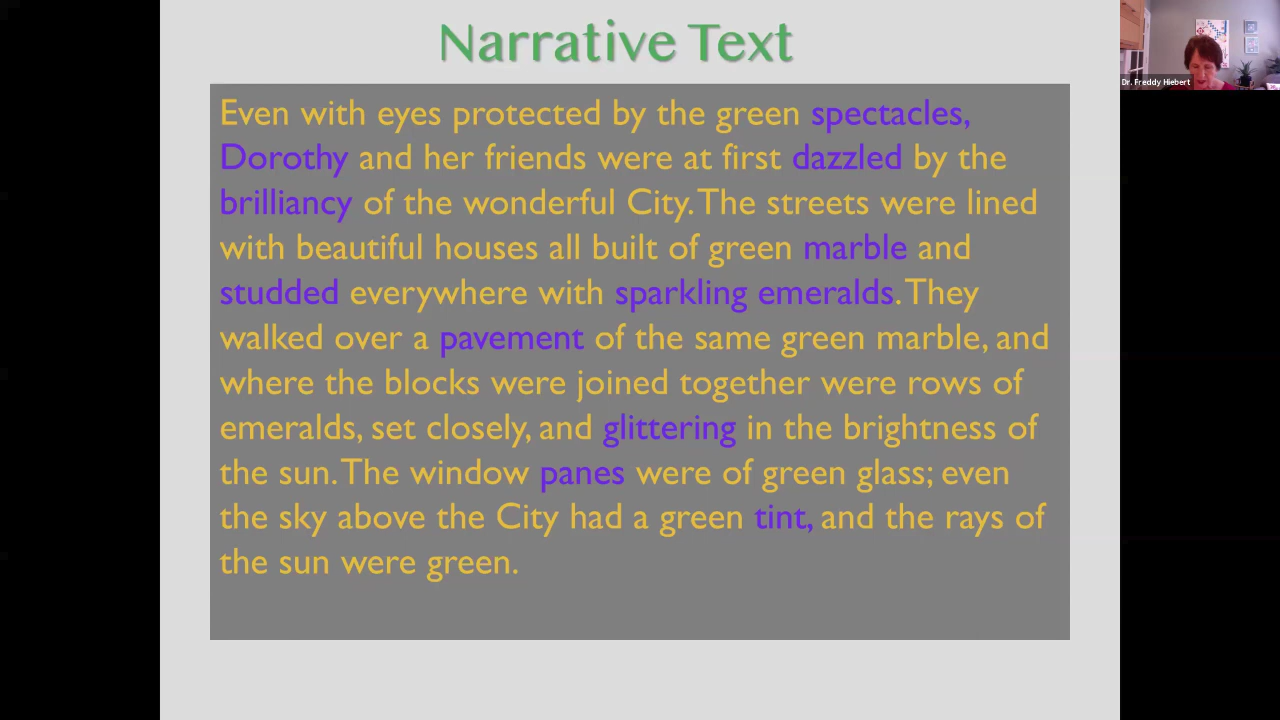 Narrative Text
Dr. Freddy Hiebert
Even with eyes protected by the green spectacles,
Dorothy and her friends were at first dazzled by the
brilliancy of the wonderful City. The streets were lined
with beautiful houses all built of green marble and
studded everywhere with sparkling emeralds. They
walked over a pavement of the same green marble, and
where the blocks were joined together were rows of
emeralds, set closely, and glittering in the brightness of
the sun. The window panes were of green glass; even
the sky above the City had a green tint, and the rays of
the sun were green.